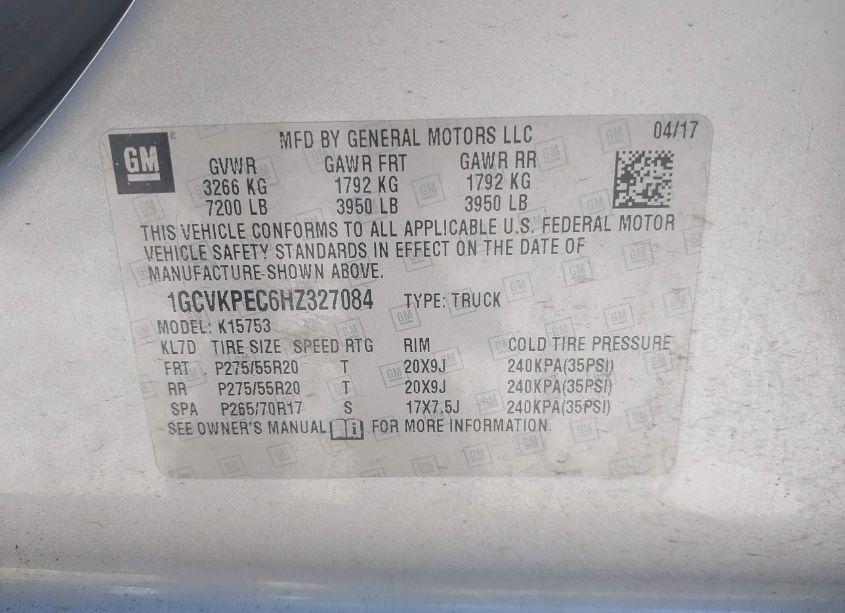 GM ® MFD BY GENERAL MOTORS LLC 04/17
GVWR GAWR FRT GAWR RR
3266 KG 1792 KG 1792 KG
7200 LB 3950 LB 3950 LB
THIS VEHICLE CONFORMS TO ALL APPLICABLE U.S. FEDERAL MOTOR
VEHICLE SAFETY STANDARDS IN EFFECT ON THE DATE OF
MANUFACTURE SHOWN ABOVE.
1GCVKPEC6HZ327084 TYPE: TRUCK
MODEL: K15753
KL7D TIRE SIZE SPEED RTG RIM COLD TIRE PRESSURE
FRT P275/55R20 T 20X9J 240KPA(35PSI)
RR P275/55R20 T 20X9J 240KPA(35PSI)
SPA P265/70R17 S 17X7.5J 240KPA(35PSI)
SEE OWNER'S MANUAL i FOR MORE INFORMATION.